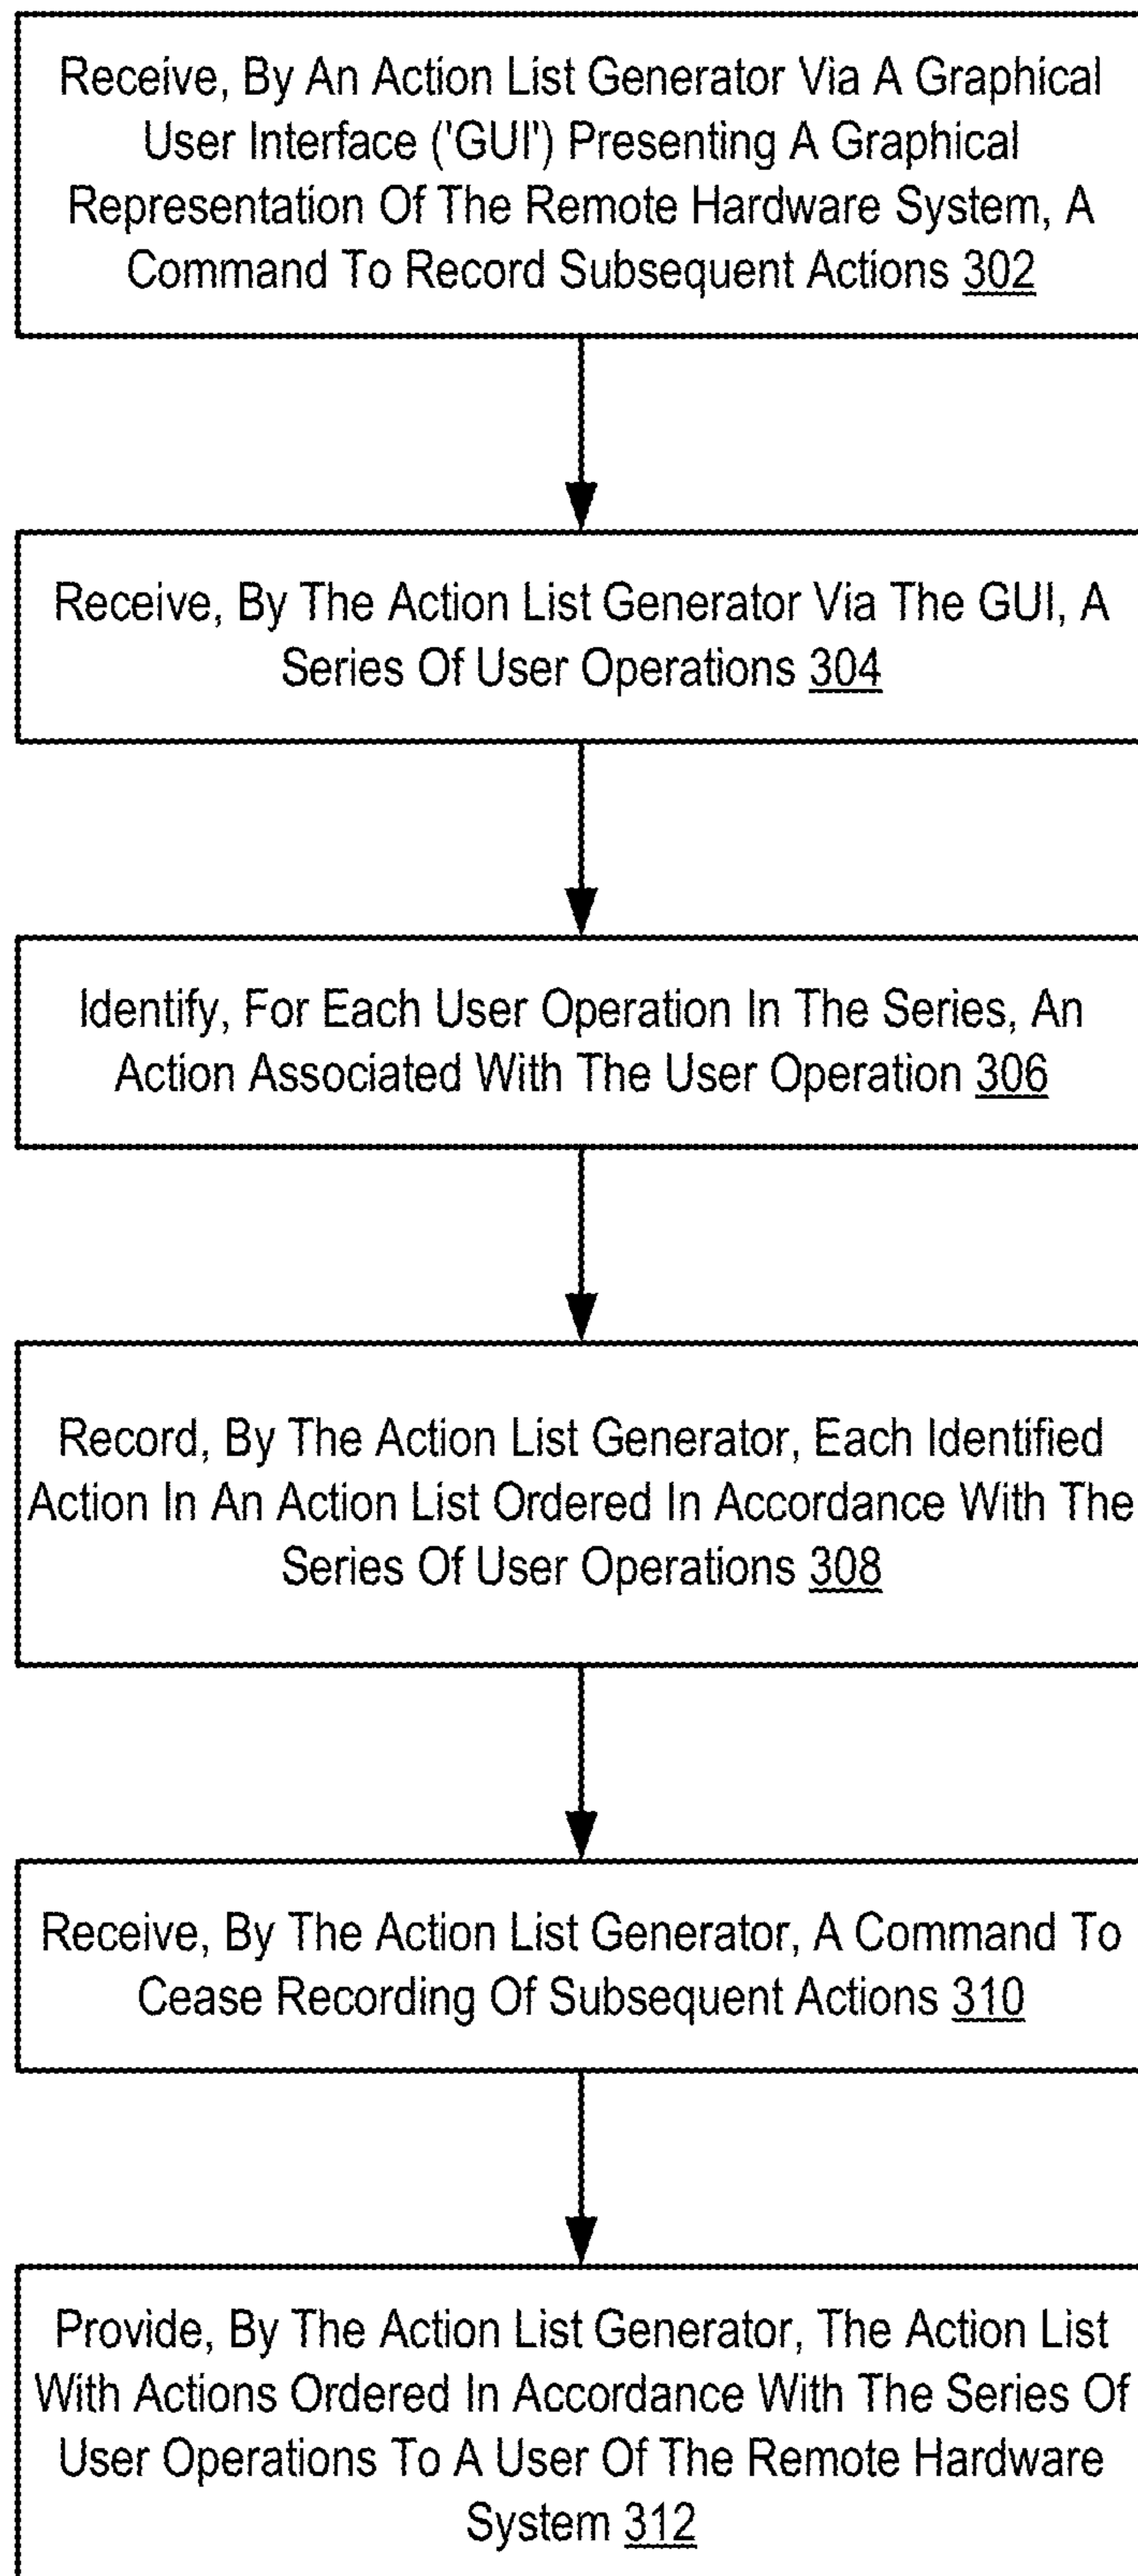 Receive, By An Action List Generator Via A Graphical
User Interface ('GUI') Presenting A Graphical
Representation Of The Remote Hardware System, A
Command To Record Subsequent Actions 302
Receive, By The Action List Generator Via The GUI, A
Series Of User Operations 304
Identify, For Each User Operation In The Series, An
Action Associated With The User Operation 306
Record, By The Action List Generator, Each Identified
Action In An Action List Ordered In Accordance With The
Series Of User Operations 308
Receive, By The Action List Generator, A Command To
Cease Recording Of Subsequent Actions 310
Provide, By The Action List Generator, The Action List
With Actions Ordered In Accordance With The Series Of
User Operations To A User Of The Remote Hardware
System 312